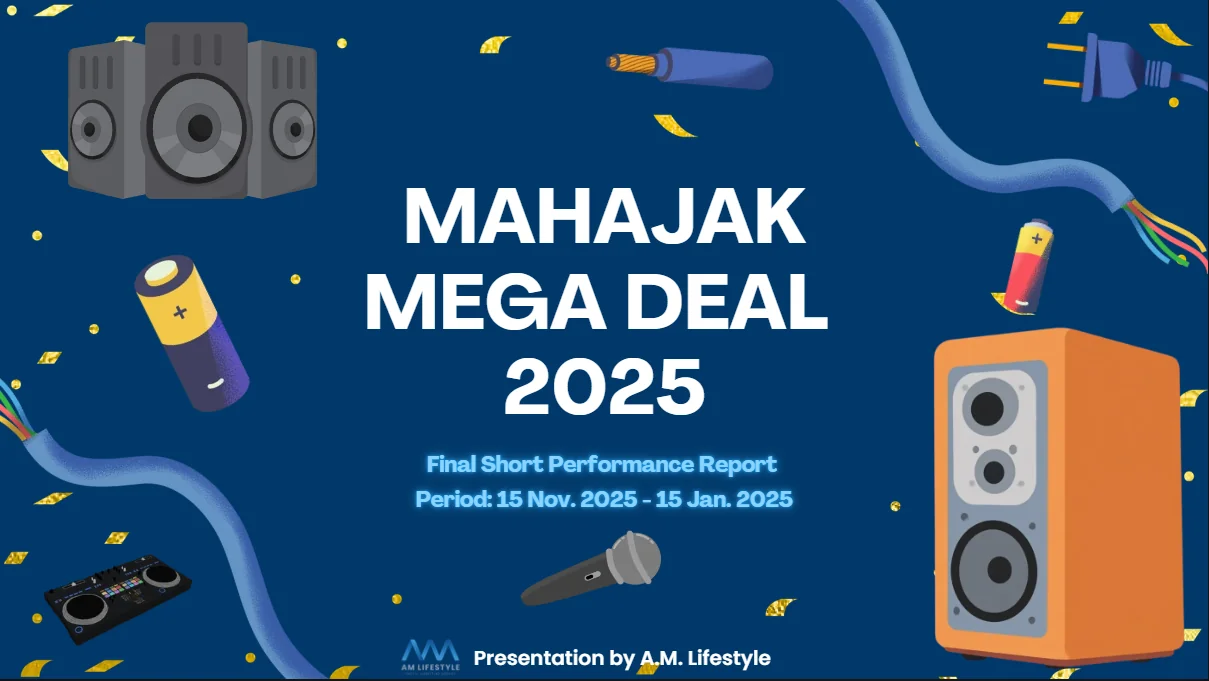 MAHAJAK
MEGA DEAL
2025
Final Short Performance Report
Period: 15 Nov. 2025 - 15 Jan. 2025
AM LIFESTYLE
Presentation by A.M. Lifestyle